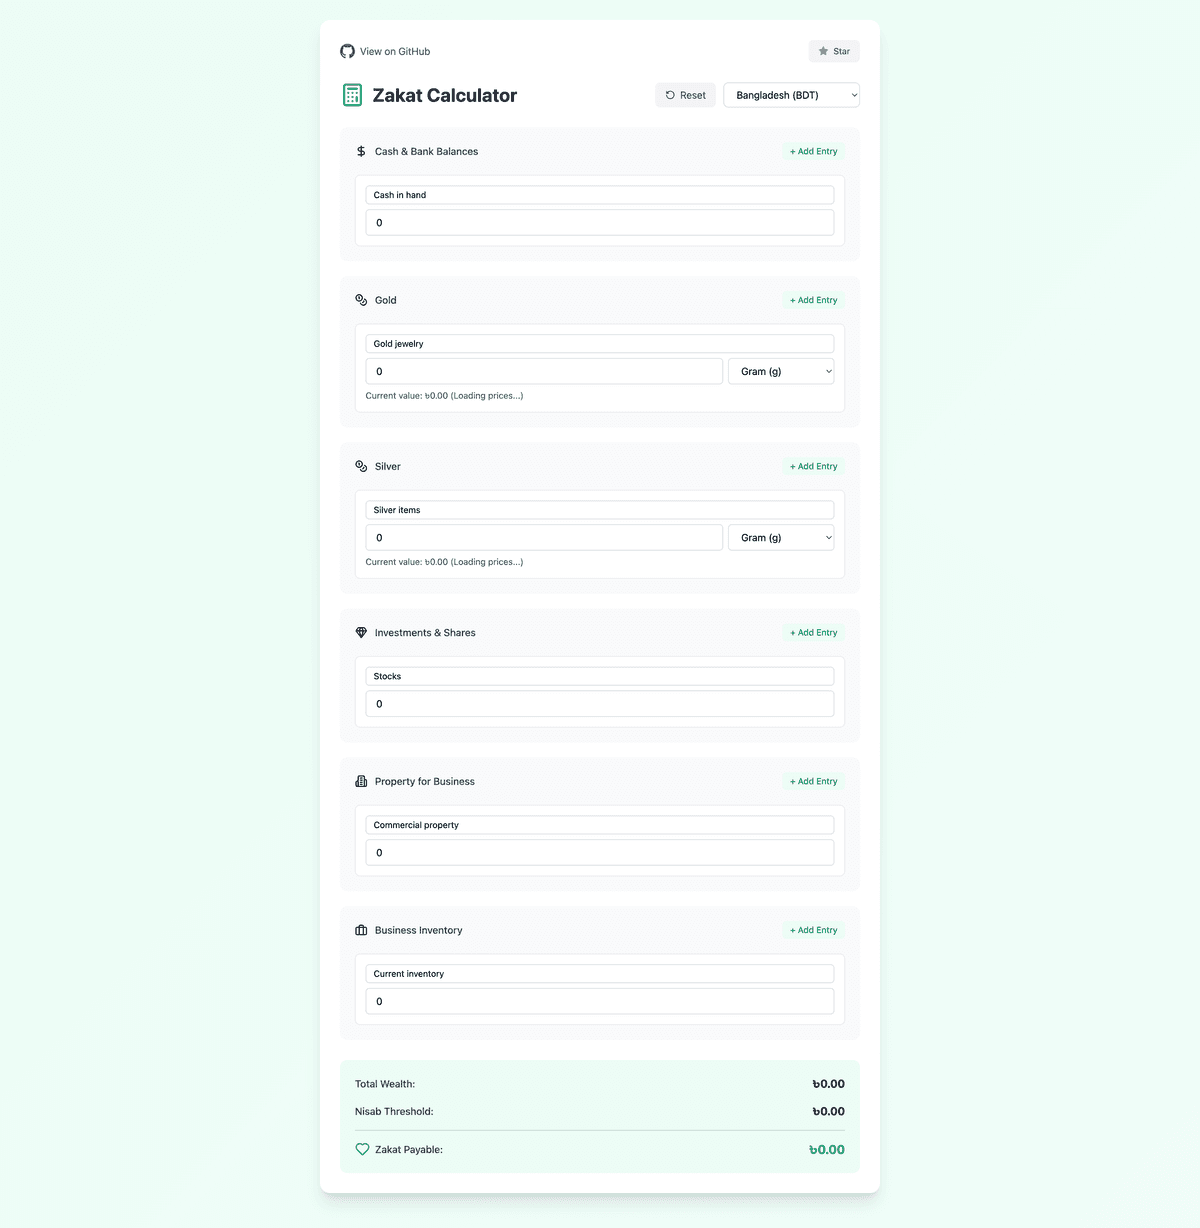 View on GitHub
Star
Zakat Calculator
Reset
Bangladesh (BDT)
Cash & Bank Balances
+ Add Entry
Cash in hand
0
Gold
+ Add Entry
Gold jewelry
0
Gram (g)
Current value: ৳0.00 (Loading prices...)
Silver
+ Add Entry
Silver items
0
Gram (g)
Current value: ৳0.00 (Loading prices...)
Investments & Shares
+ Add Entry
Stocks
0
Property for Business
+ Add Entry
Commercial property
0
Business Inventory
+ Add Entry
Current inventory
0
Total Wealth:
৳0.00
Nisab Threshold:
৳0.00
Zakat Payable:
৳0.00